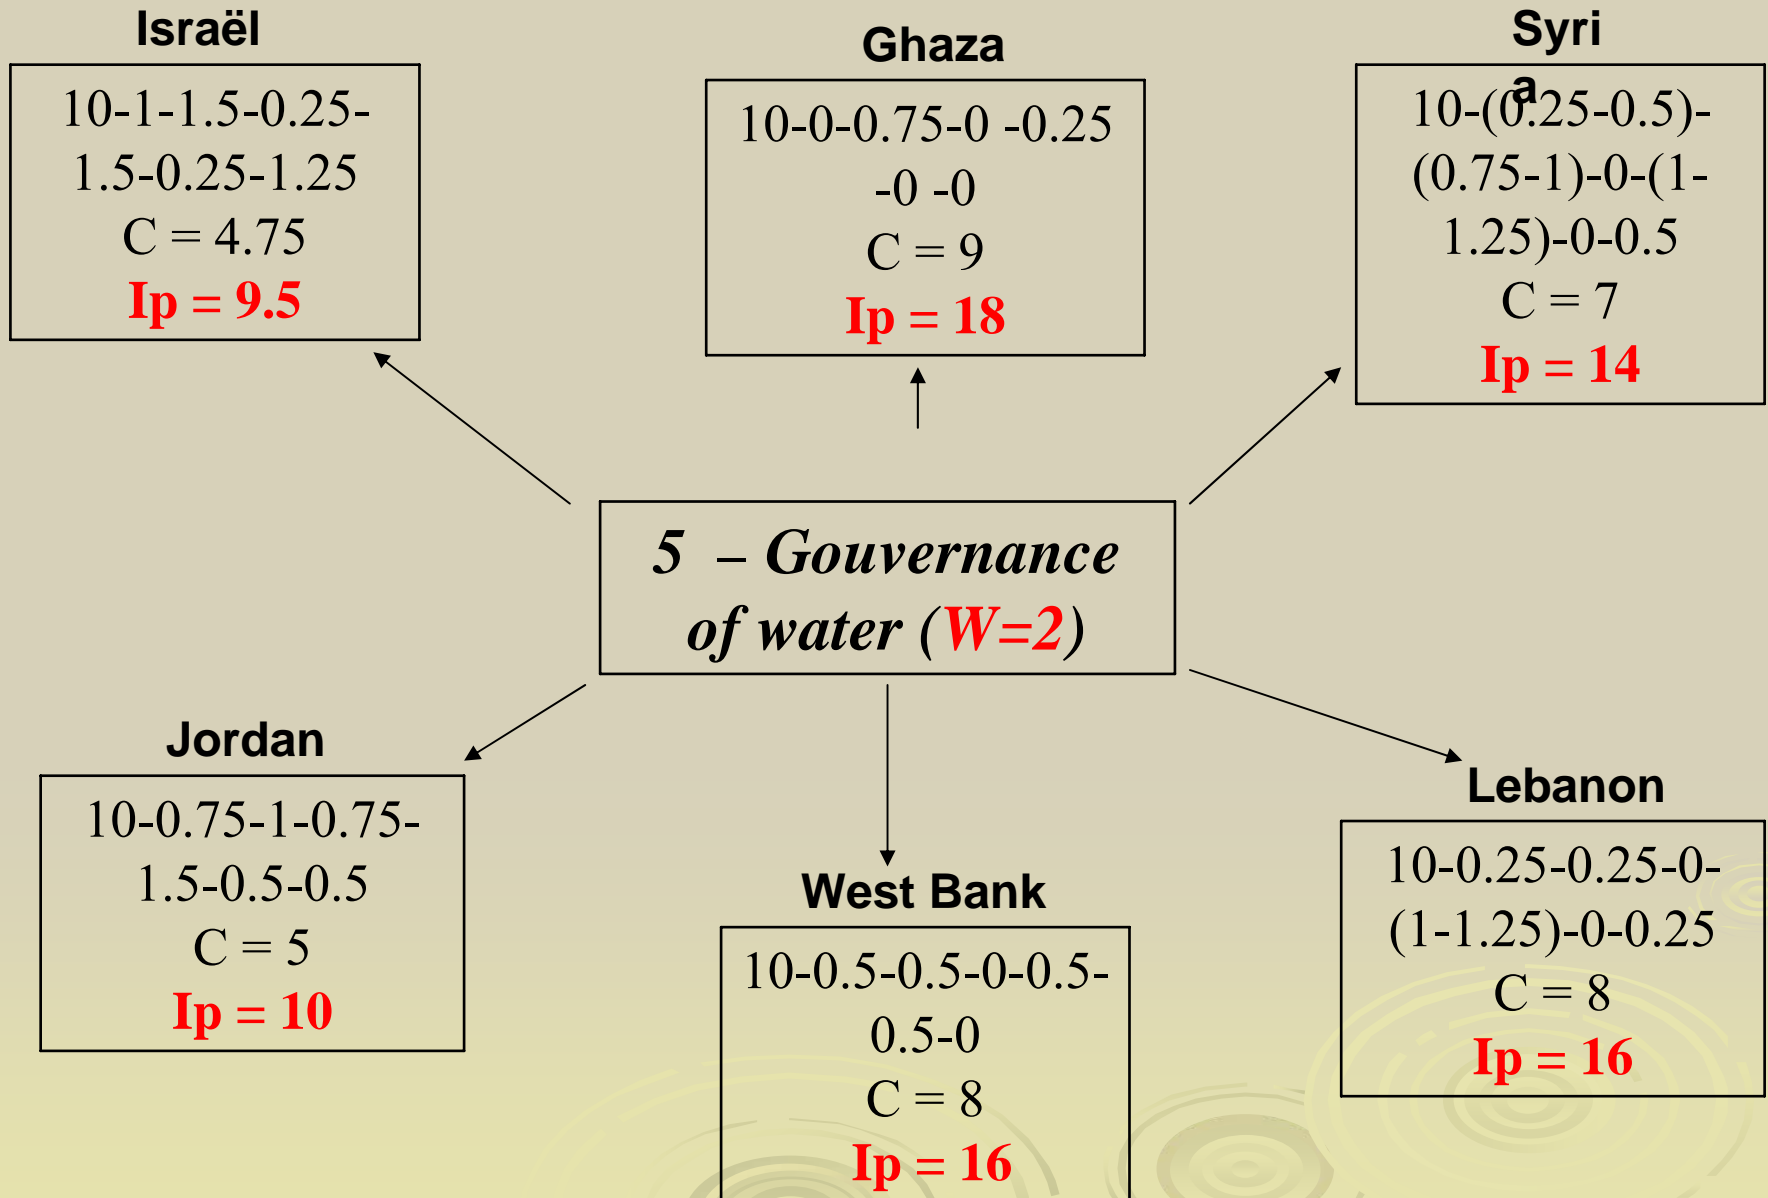 Israël
10-1-1.5-0.25-
1.5-0.25-1.25
C = 4.75
Ip = 9.5
Ghaza
10-0-0.75-0 -0.25
-0 -0
C = 9
Ip = 18
Syri
a
10-(0.25-0.5)-
(0.75-1)-0-(1-
1.25)-0-0.5
C = 7
Ip = 14
5 – Gouvernance
of water (W=2)
Jordan
10-0.75-1-0.75-
1.5-0.5-0.5
C = 5
Ip = 10
West Bank
10-0.5-0.5-0-0.5-
0.5-0
C = 8
Ip = 16
Lebanon
10-0.25-0.25-0-
(1-1.25)-0-0.25
C = 8
Ip = 16